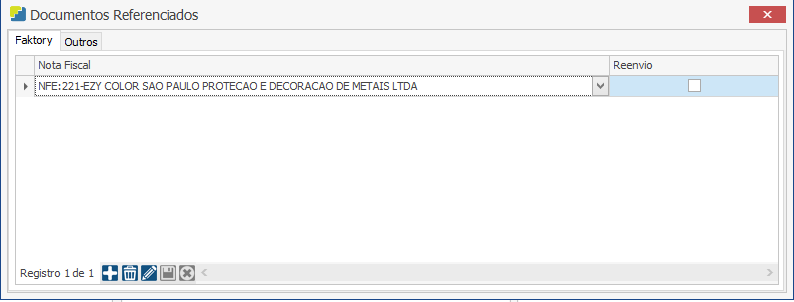 Documentos Referenciados
Faktory
Outros
Nota Fiscal
Reenvio
NFE:221-EZY COLOR SAO PAULO PROTECAO E DECORACAO DE METAIS LTDA
Registro 1 de 1